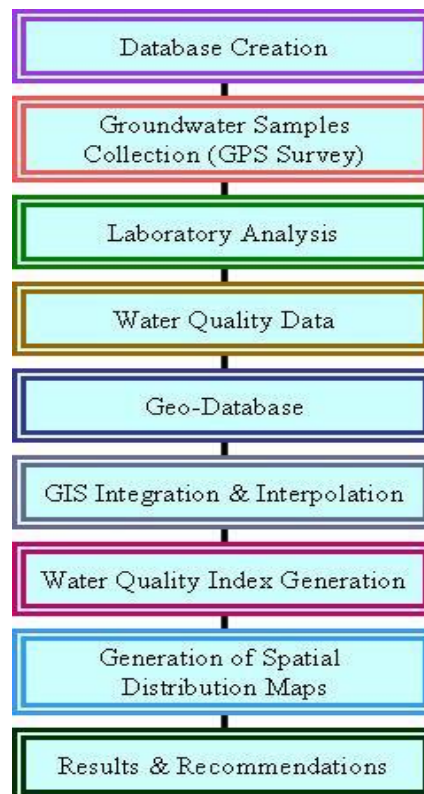 Database Creation
Groundwater Samples
Collection (GPS Survey)
Laboratory Analysis
Water Quality Data
Geo-Database
GIS Integration & Interpolation
Water Quality Index Generation
Generation of Spatial
Distribution Maps
Results & Recommendations